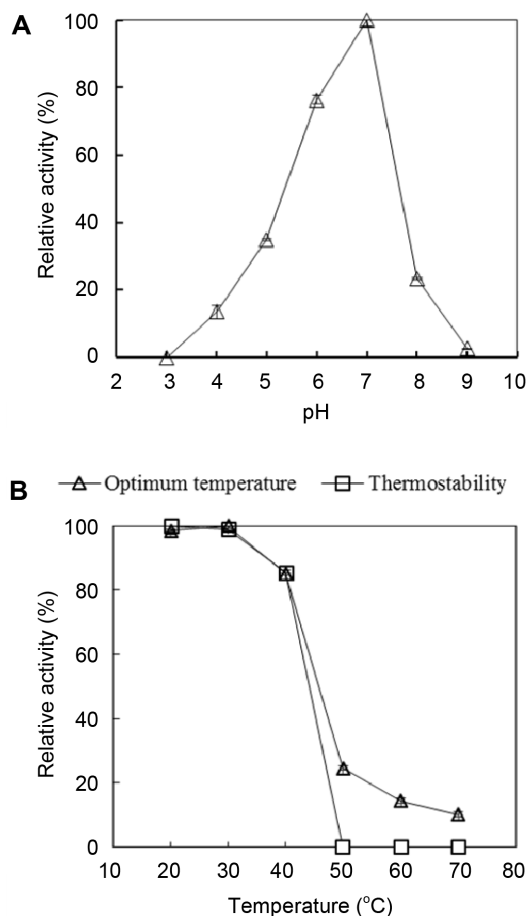 A
100
80
60
40
20
0
Relative activity (%)
2 3 4 5 6 7 8 9 10
pH
B
Optimum temperature Thermostability
100
80
60
40
20
0
Relative activity (%)
10 20 30 40 50 60 70 80
Temperature (°C)